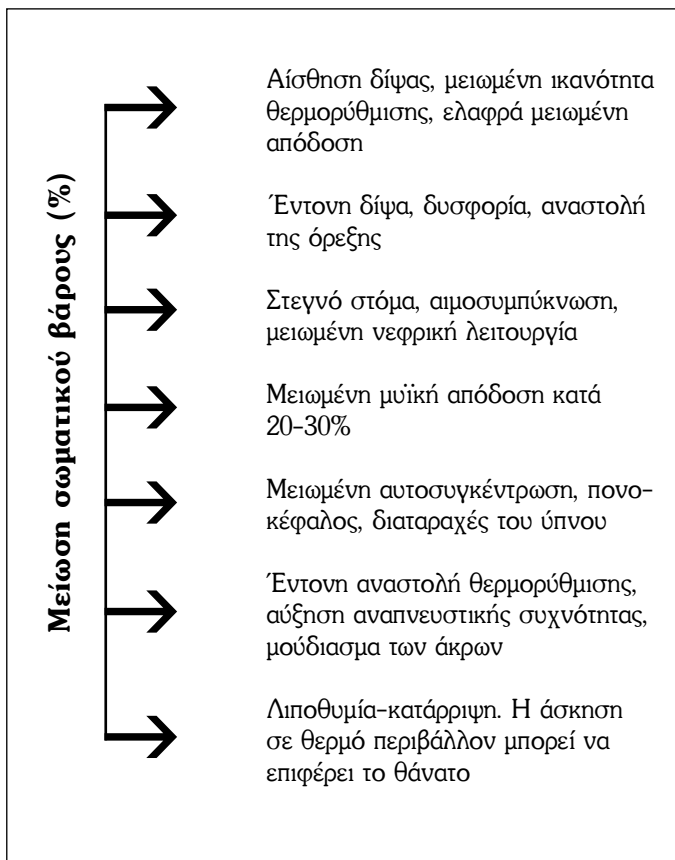 Μείωση σωματικού βάρους (%)
Αίσθηση δίψας, μειωμένη ικανότητα
θερμορύθμισης, ελαφρά μειωμένη
απόδοση
Έντονη δίψα, δυσφορία, αναστολή
της όρεξης
Στεγνό στόμα, αιμοσυμπύκνωση,
μειωμένη νεφρική λειτουργία
Μειωμένη μυϊκή απόδοση κατά
20-30%
Μειωμένη αυτοσυγκέντρωση, πονο-
κέφαλος, διαταραχές του ύπνου
Έντονη αναστολή θερμορύθμισης,
αύξηση αναπνευστικής συχνότητας,
μούδιασμα των άκρων
Λιποθυμία-κατάρριψη. Η άσκηση
σε θερμό περιβάλλον μπορεί να
επιφέρει το θάνατο